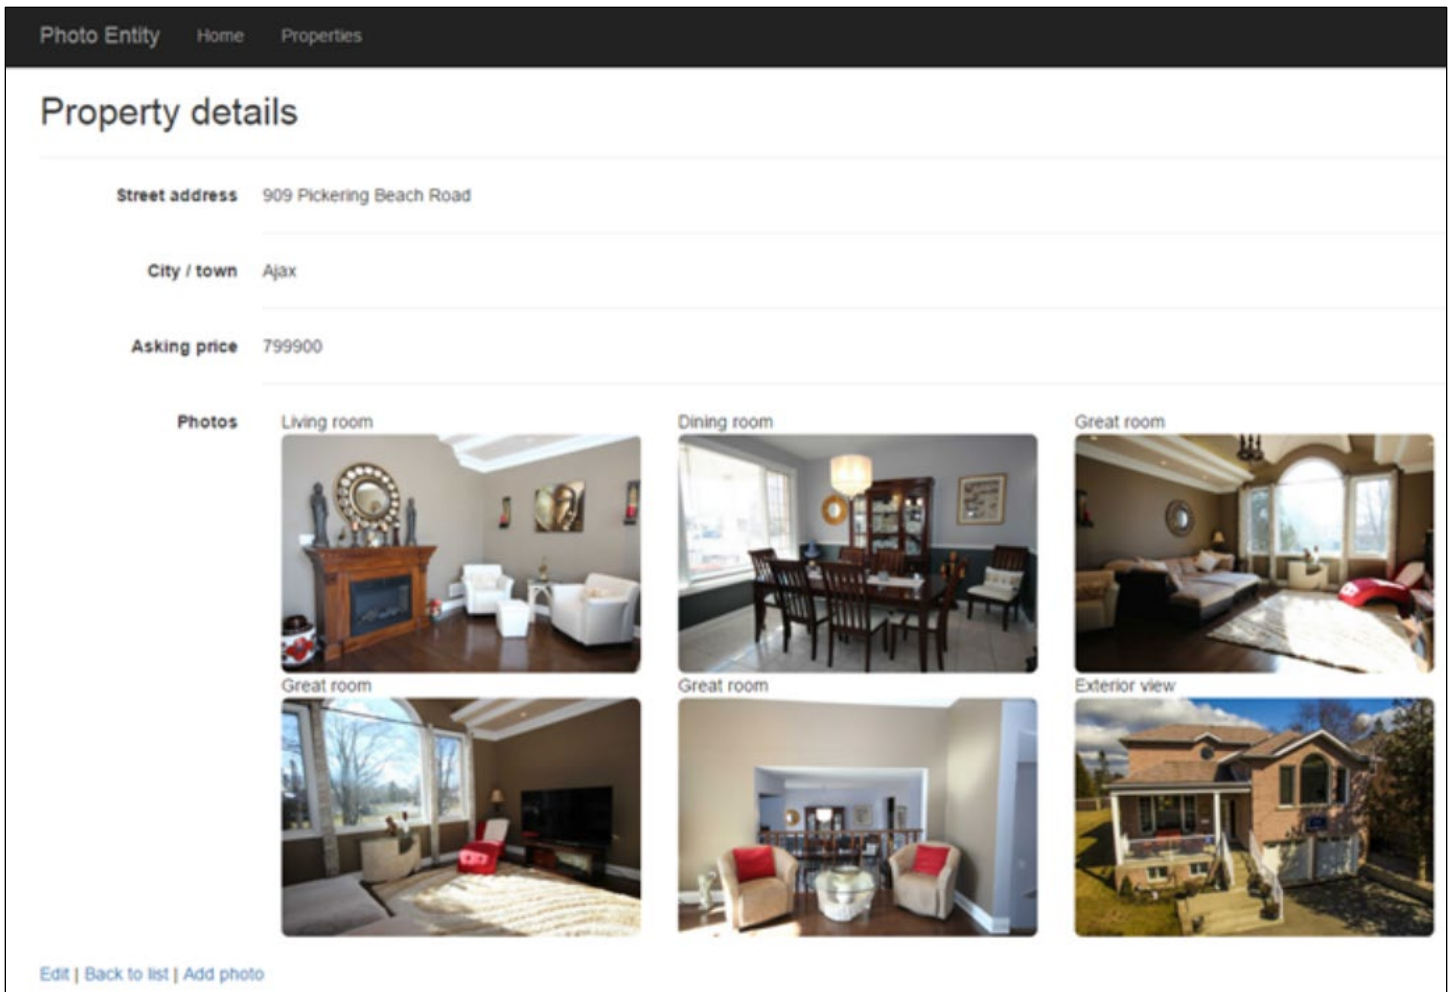 Photo Entity Home Properties
Property details
Street address 909 Pickering Beach Road
City / town Ajax
Asking price 799900
Photos Living room Dining room Great room
Great room Great room Exterior view
Edit | Back to list | Add photo